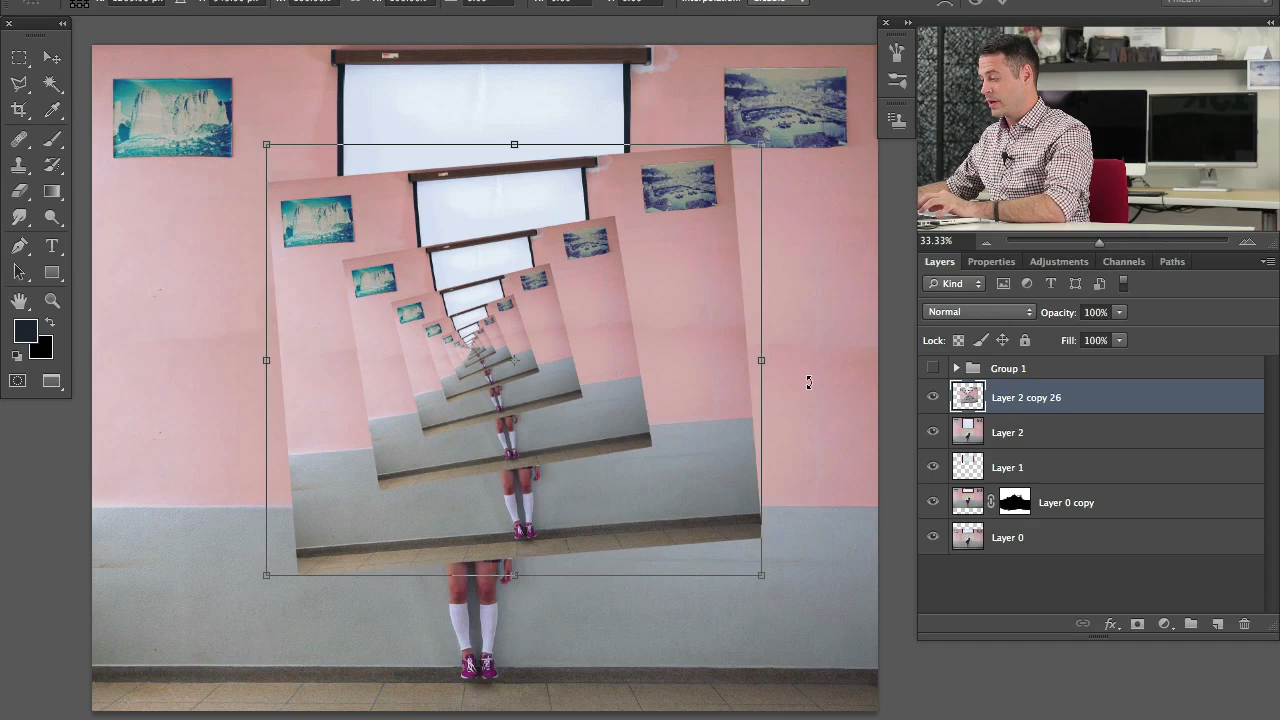 33.33%
Layers Properties Adjustments Channels Paths
Kind
Normal Opacity: 100%
Lock: Fill: 100%
Group 1
Layer 2 copy 26
Layer 2
Layer 1
Layer 0 copy
Layer 0
fx